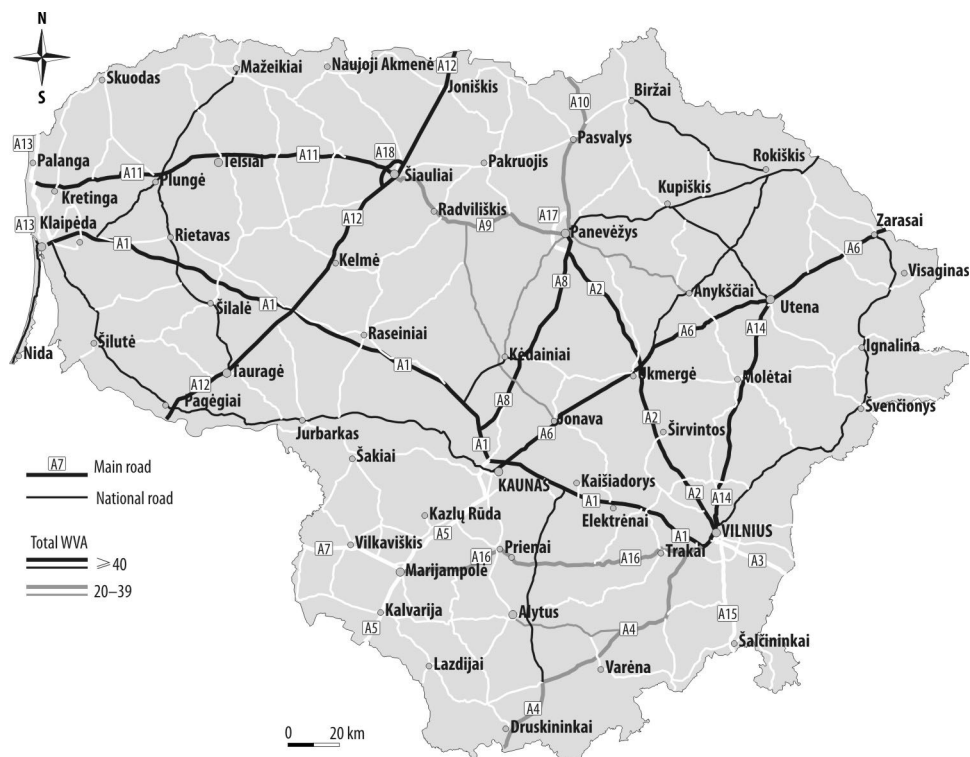 N
S
Skuodas
Mažeikiai
Naujoji Akmenė
A12
Joniškis
A10
Biržai
A13
Palanga
A11
Plungė
Telšiai
A11
A18
Šiauliai
Pakruojis
Pasvalys
Rokiškis
Kretinga
Kupiškis
Klaipėda
A13
A1
Rietavas
A12
Radviliškis
A9
A17
Panevėžys
Zarasai
A6
Visaginas
Kelmė
A8
A2
Anykščiai
Utena
Šilalė
A1
A6
A14
Nida
Šilutė
Raseiniai
A1
Kėdainiai
Ignalina
Tauragė
A12
Ukmergė
Molėtai
Pagėgiai
A8
Jonava
A6
A2
Širvintos
Švenčionys
Jurbarkas
A1
Šakiai
KAUNAS
Kaišiadorys
A1
Elektrėnai
A2
A14
Kazlų Rūda
A5
VILNIUS
A1
A7
Vilkaviškis
A16
Prienai
A16
Trakai
A3
Marijampolė
Kalvarija
A5
Alytus
A4
A15
Šalčininkai
Lazdijai
Varėna
A4
Druskininkai
A7
Main road
National road
Total WVA
⩾40
20–39
0 20 km